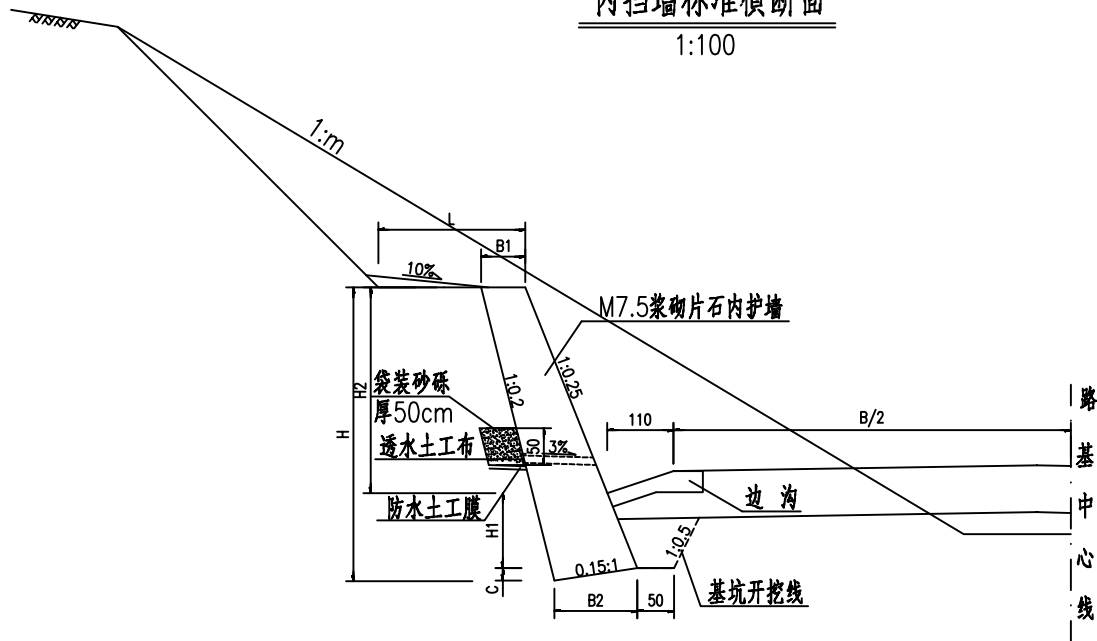 内挡墙标准横断面
1:100
1:m
L
B1
10%
M7.5浆砌片石内护墙
1:0.2
1:0.25
H2
袋装砂砾
厚50cm
H
110
B/2
路基中心线
50
3%
透水土工布
边 沟
防水土工膜
H1
1:0.5
0.15:1
C
B2
50
基坑开挖线